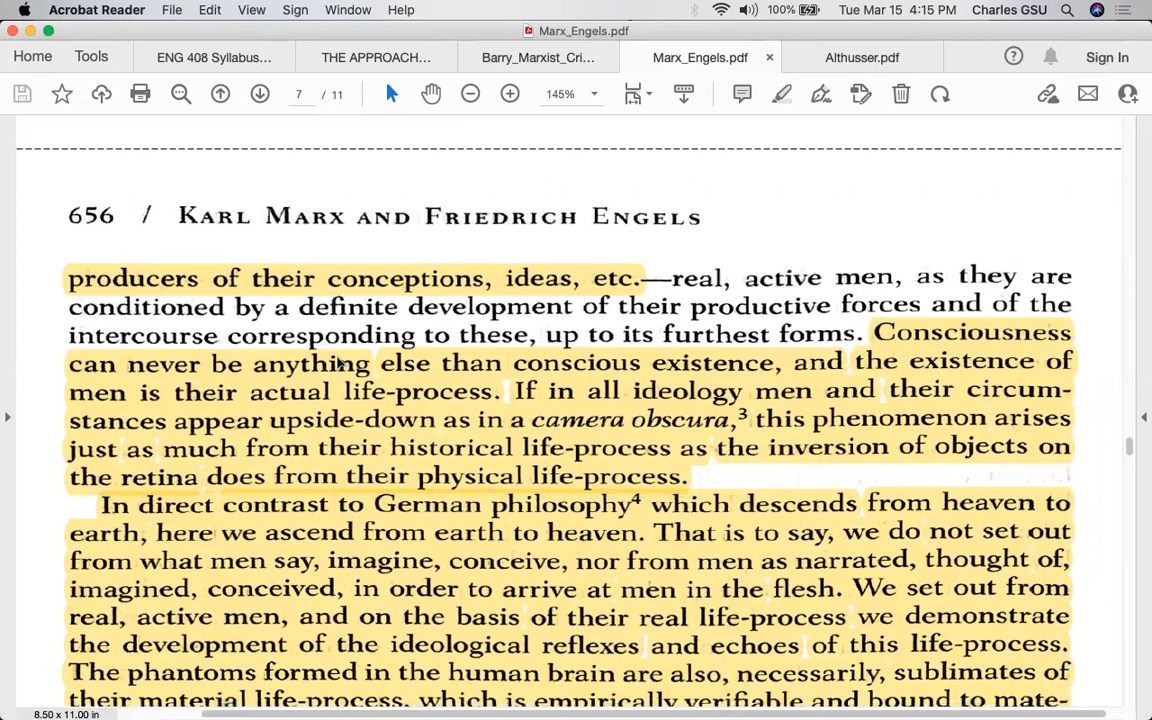 Acrobat Reader File Edit View Sign Window Help 100% Tue Mar 15 4:15 PM Charles GSU
Marx_Engels.pdf
Home Tools ENG 408 Syllabus... THE APPROACH... Barry_Marxist_Cri... Marx_Engels.pdf × Althusser.pdf Sign In
7 / 11 145%
656 / KARL MARX AND FRIEDRICH ENGELS
producers of their conceptions, ideas, etc.—real, active men, as they are
conditioned by a definite development of their productive forces and of the
intercourse corresponding to these, up to its furthest forms. Consciousness
can never be anything else than conscious existence, and the existence of
men is their actual life-process. If in all ideology men and their circum-
stances appear upside-down as in a camera obscura,³ this phenomenon arises
just as much from their historical life-process as the inversion of objects on
the retina does from their physical life-process.
In direct contrast to German philosophy⁴ which descends from heaven to
earth, here we ascend from earth to heaven. That is to say, we do not set out
from what men say, imagine, conceive, nor from men as narrated, thought of,
imagined, conceived, in order to arrive at men in the flesh. We set out from
real, active men, and on the basis of their real life-process we demonstrate
the development of the ideological reflexes and echoes of this life-process.
The phantoms formed in the human brain are also, necessarily, sublimates of
their material life-process, which is empirically verifiable and bound to mate-
8.50 x 11.00 in